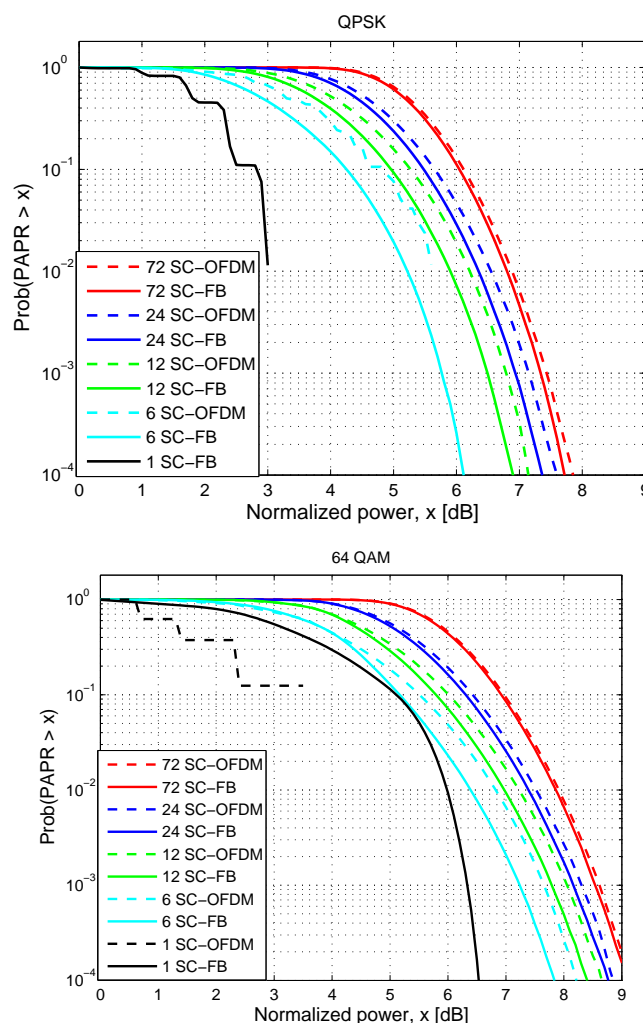 QPSK
10^0
10^-1
10^-2
10^-3
10^-4
Prob(PAPR > x)
72 SC-OFDM
72 SC-FB
24 SC-OFDM
24 SC-FB
12 SC-OFDM
12 SC-FB
6 SC-OFDM
6 SC-FB
1 SC-FB
0 1 2 3 4 5 6 7 8 9
Normalized power, x [dB]
64 QAM
10^0
10^-1
10^-2
10^-3
10^-4
Prob(PAPR > x)
72 SC-OFDM
72 SC-FB
24 SC-OFDM
24 SC-FB
12 SC-OFDM
12 SC-FB
6 SC-OFDM
6 SC-FB
1 SC-OFDM
1 SC-FB
0 1 2 3 4 5 6 7 8 9
Normalized power, x [dB]